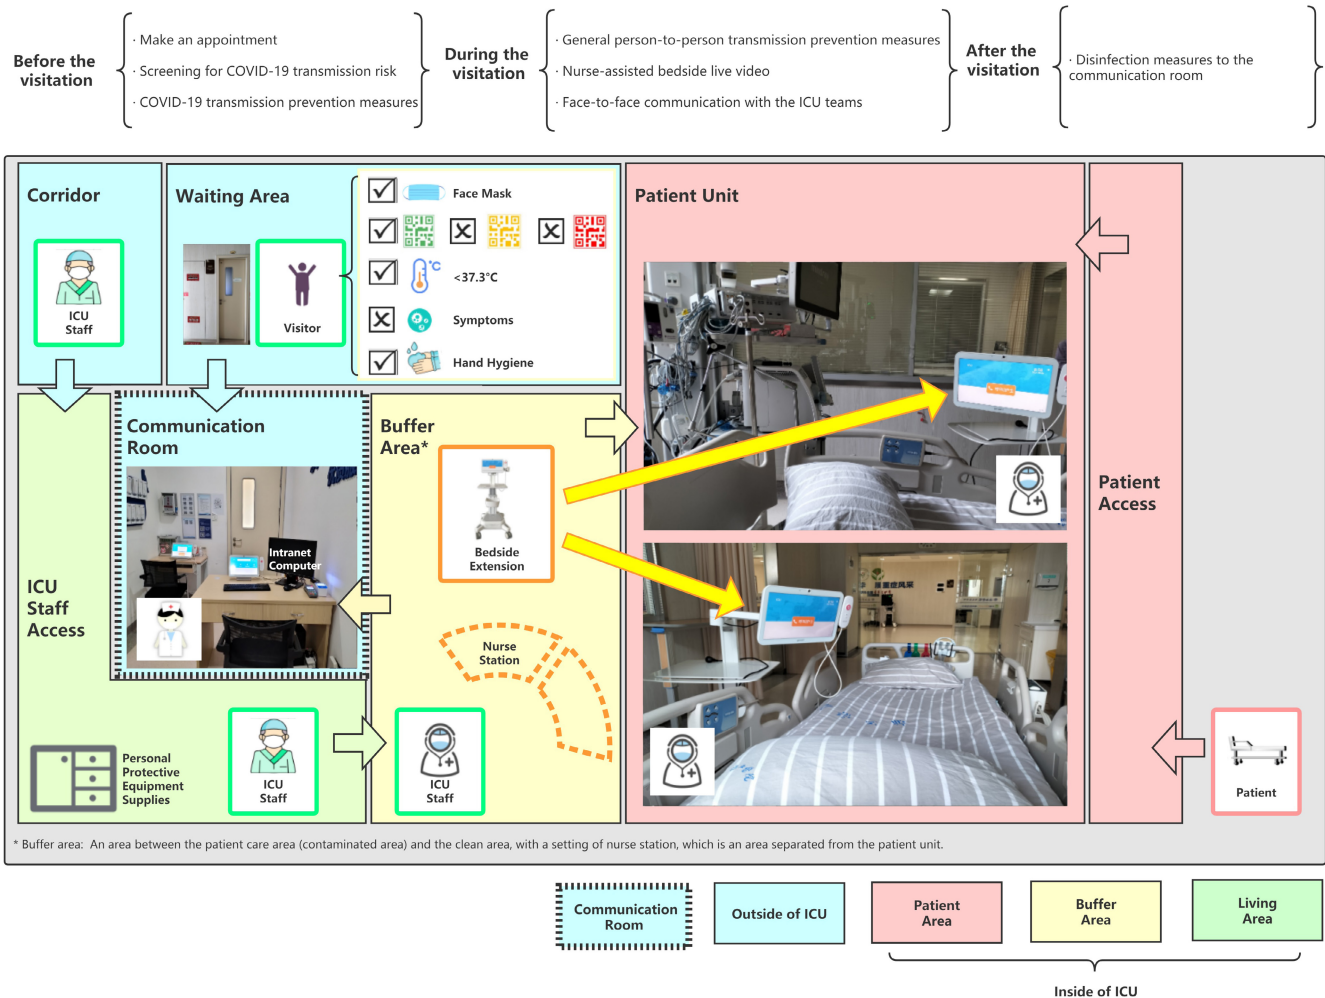 Before the
visitation
· Make an appointment
· Screening for COVID-19 transmission risk
· COVID-19 transmission prevention measures
During the
visitation
· General person-to-person transmission prevention measures
· Nurse-assisted bedside live video
· Face-to-face communication with the ICU teams
After the
visitation
· Disinfection measures to the
communication room
Corridor
ICU
Staff
Waiting Area
Visitor
Face Mask
°C
<37.3°C
Symptoms
Hand Hygiene
Patient Unit
Patient
Access
Communication
Room
Intranet
Computer
Buffer
Area*
Bedside
Extension
Nurse
Station
ICU
Staff
Access
Personal
Protective
Equipment
Supplies
ICU
Staff
ICU
Staff
Patient
* Buffer area: An area between the patient care area (contaminated area) and the clean area, with a setting of nurse station, which is an area separated from the patient unit.
Communication
Room
Outside of ICU
Patient
Area
Buffer
Area
Living
Area
Inside of ICU